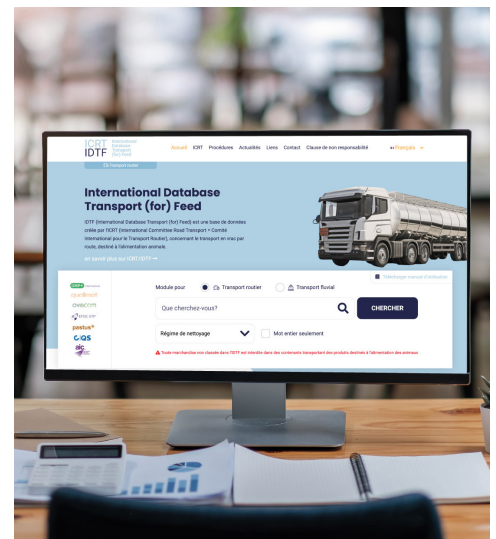 ICRT
IDTF
International
Database
Transport
(for) Feed
Accueil ICRT Procédures Actualités Liens Contact Clause de non responsabilité
Français
Transport routier
International Database
Transport (for) Feed
IDTF (International Database Transport (for) Feed) est une base de données
créée par l'ICRT (International Committee Road Transport = Comité
International pour le Transport Routier), concernant le transport en vrac par
route, destiné à l'alimentation animale.
en savoir plus sur ICRT/IDTF
Télécharger manuel d'utilisation
Module pour Transport routier Transport fluvial
Que cherchez-vous?
CHERCHER
Régime de nettoyage
Mot entier seulement
Toute marchandise non classée dans l'IDTF est interdite dans des contenants transportant des produits destinés à l'alimentation des animaux
GMP+
ovocom
pastus+
QS
aic